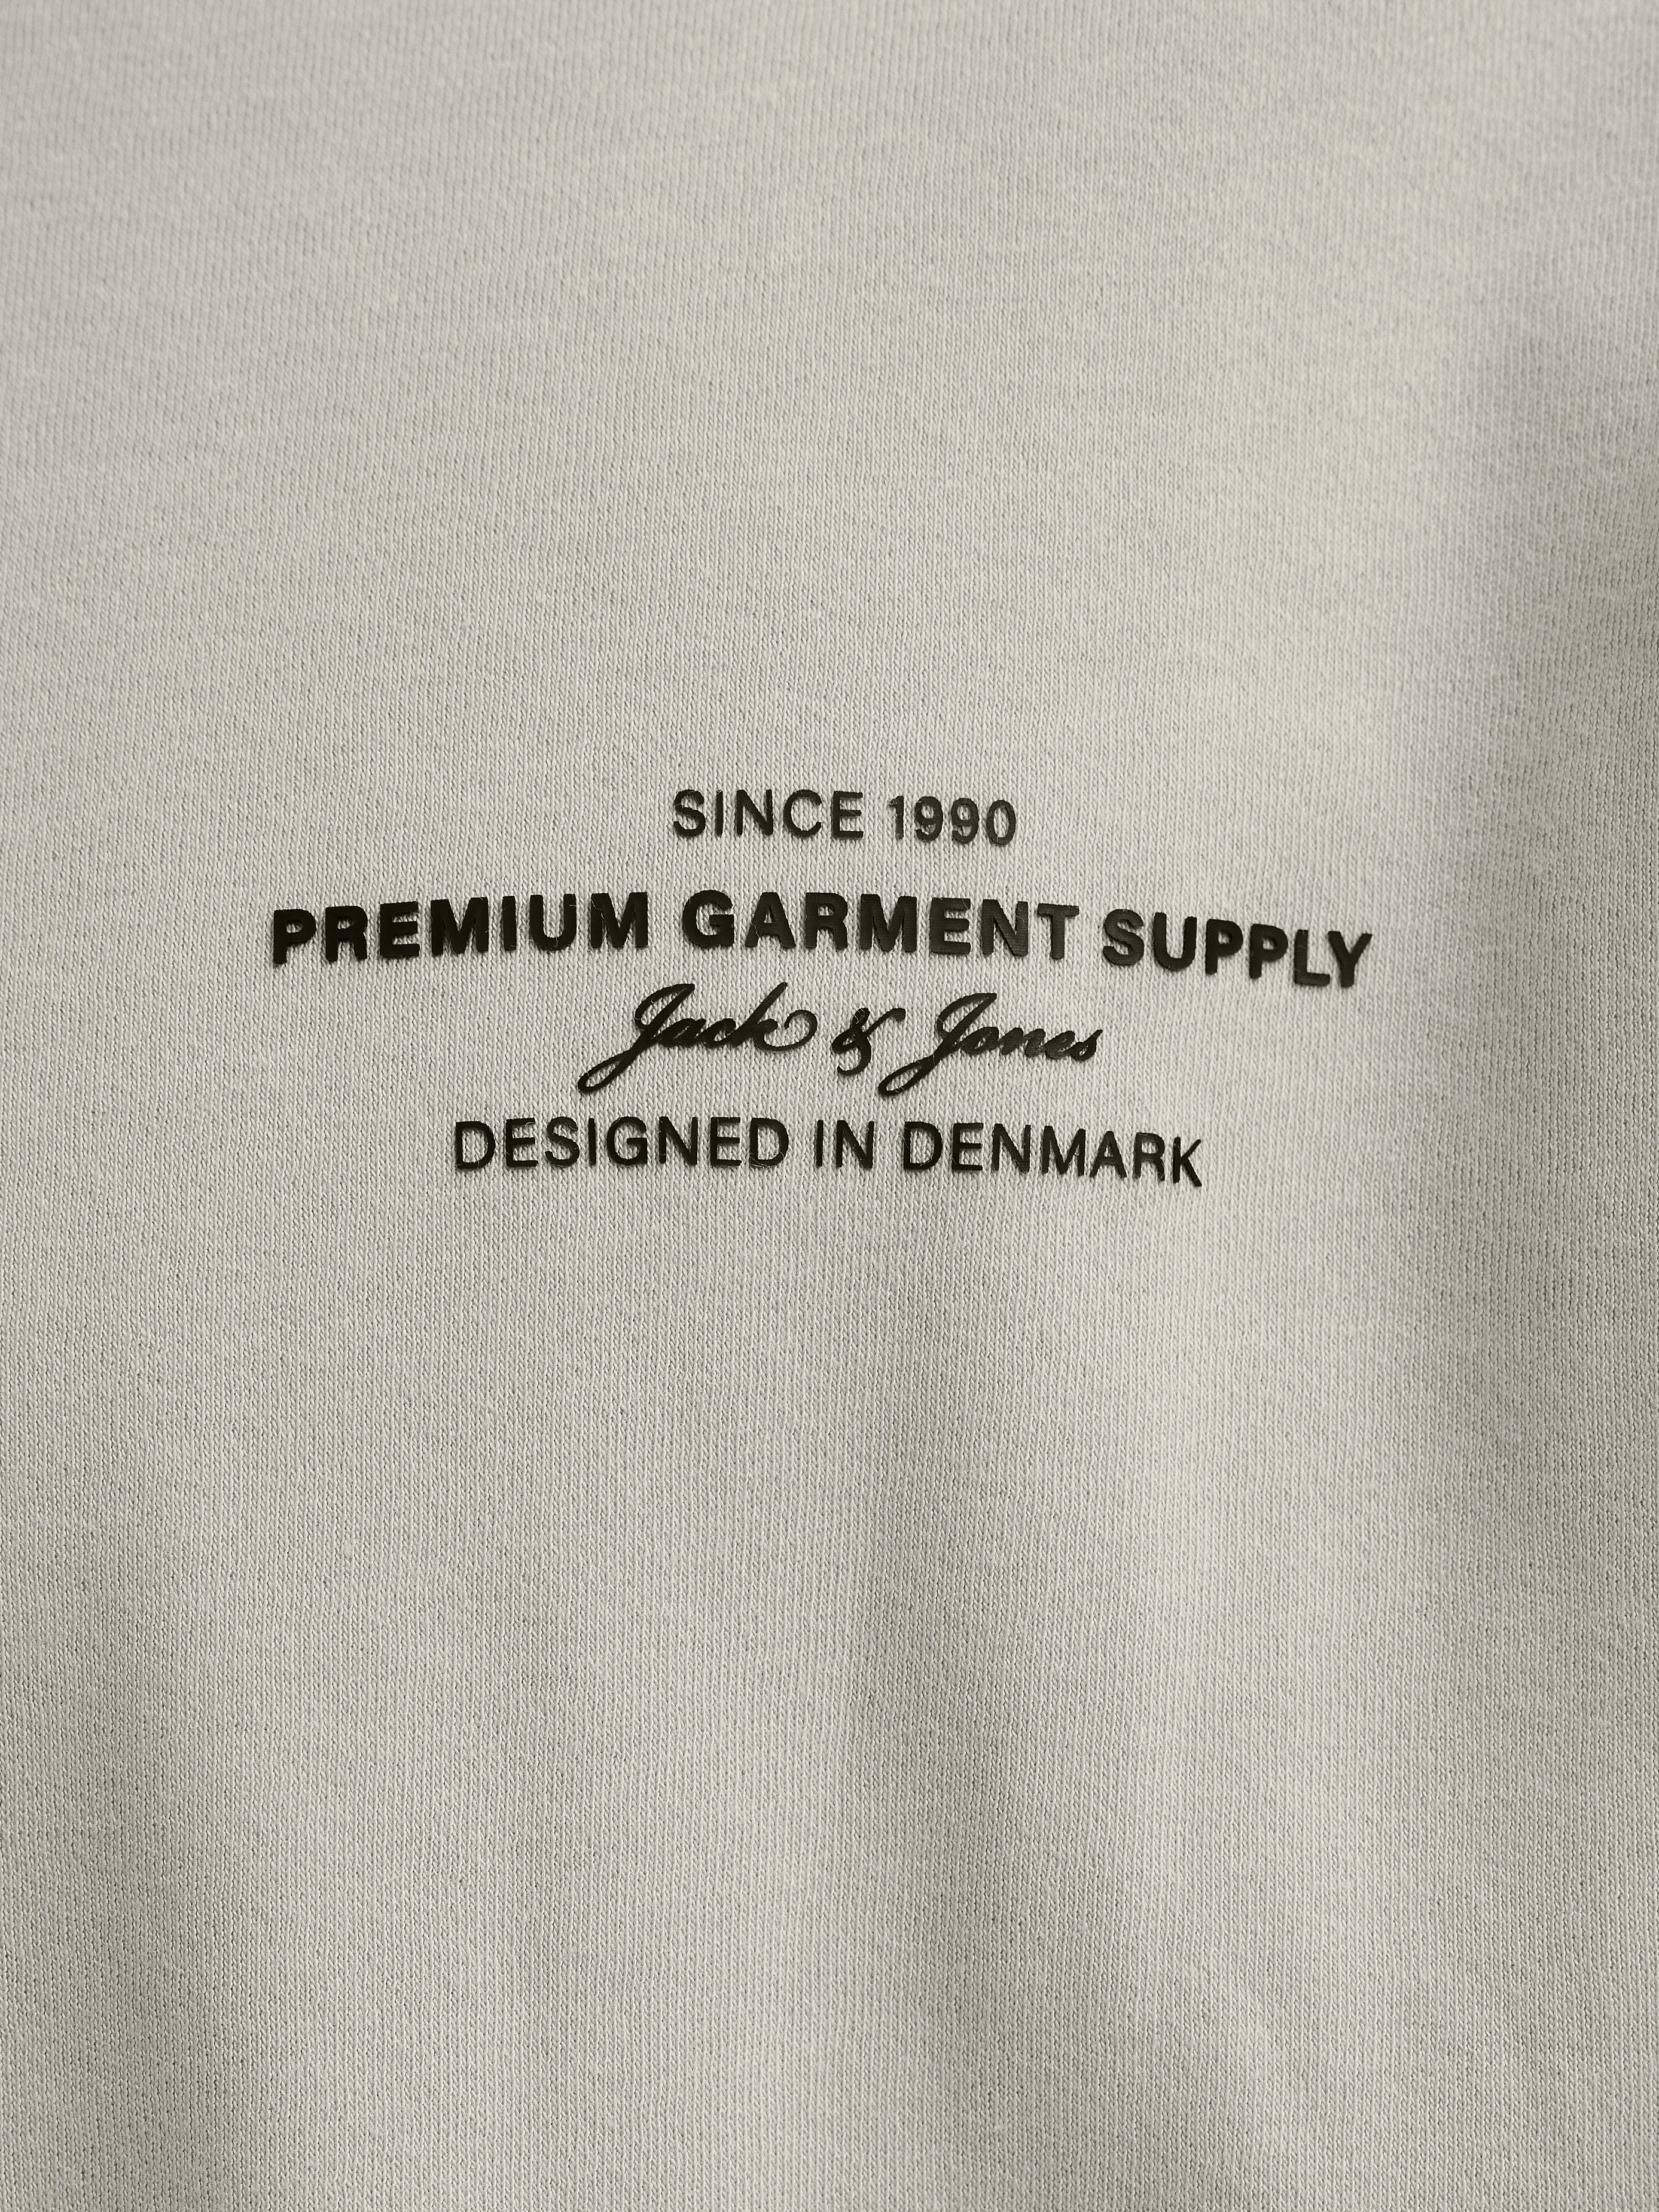 SINCE 1990
PREMIUM GARMENT SUPPLY
Jack & Jones
DESIGNED IN DENMARK